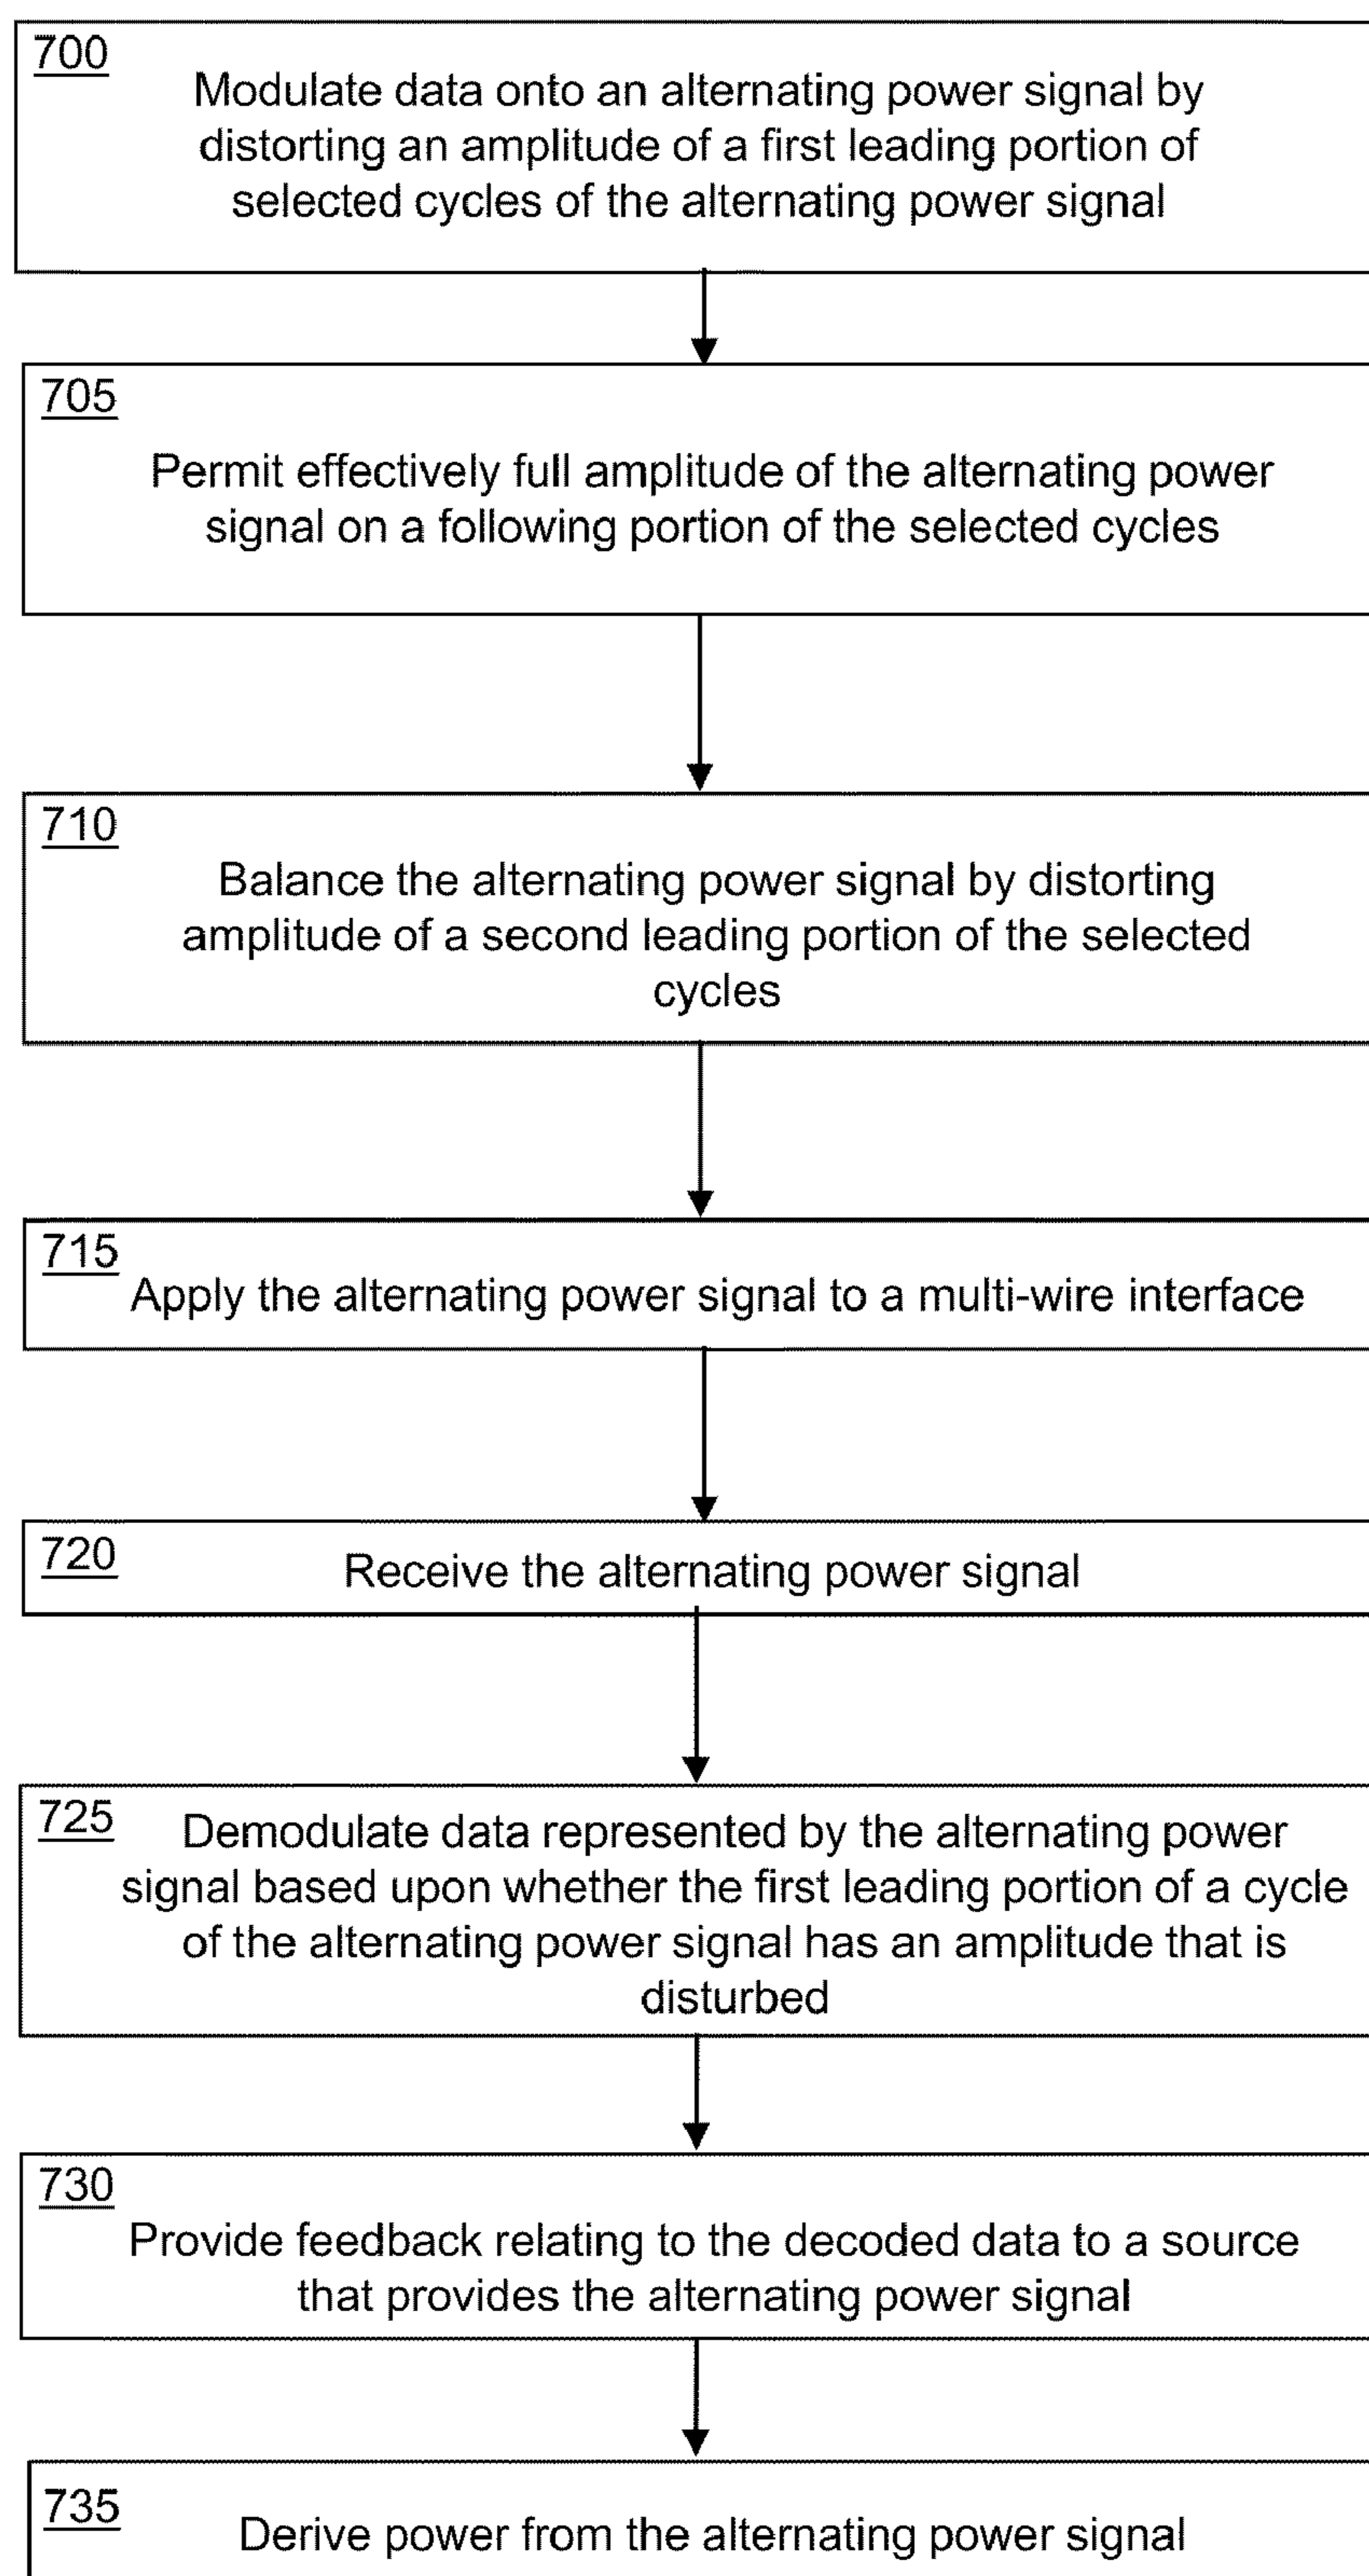 700
Modulate data onto an alternating power signal by
distorting an amplitude of a first leading portion of
selected cycles of the alternating power signal
705
Permit effectively full amplitude of the alternating power
signal on a following portion of the selected cycles
710
Balance the alternating power signal by distorting
amplitude of a second leading portion of the selected
cycles
715
Apply the alternating power signal to a multi-wire interface
720
Receive the alternating power signal
725
Demodulate data represented by the alternating power
signal based upon whether the first leading portion of a cycle
of the alternating power signal has an amplitude that is
disturbed
730
Provide feedback relating to the decoded data to a source
that provides the alternating power signal
735
Derive power from the alternating power signal